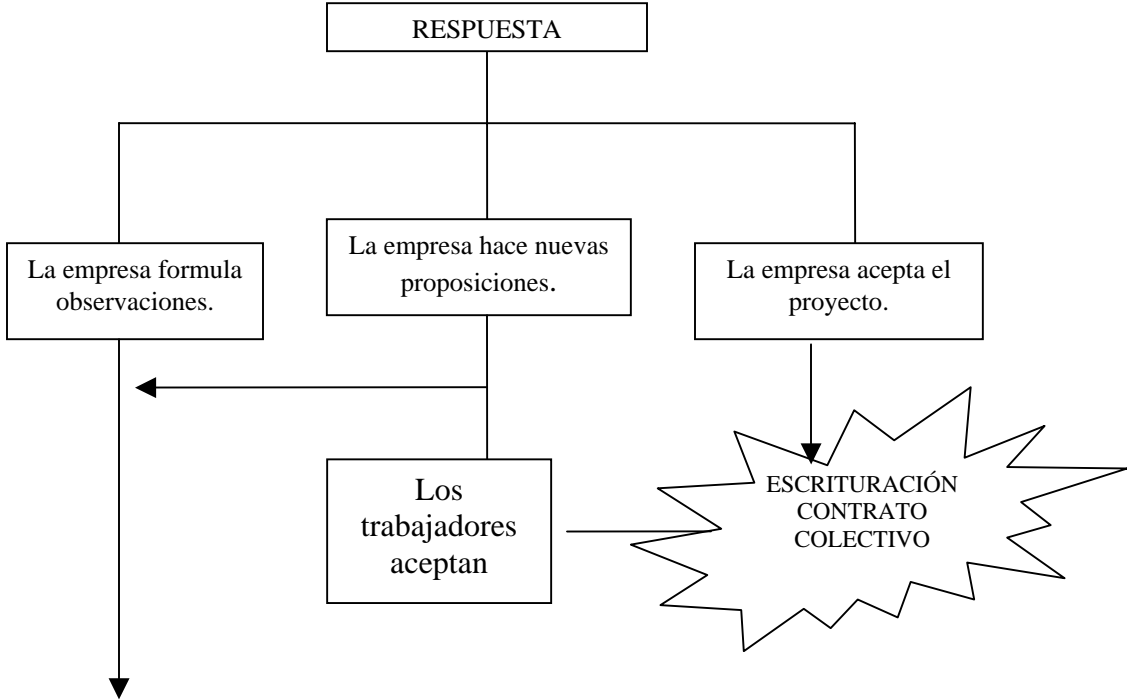 RESPUESTA
La empresa formula
observaciones.
La empresa hace nuevas
proposiciones.
La empresa acepta el
proyecto.
Los
trabajadores
aceptan
ESCRITURACIÓN
CONTRATO
COLECTIVO